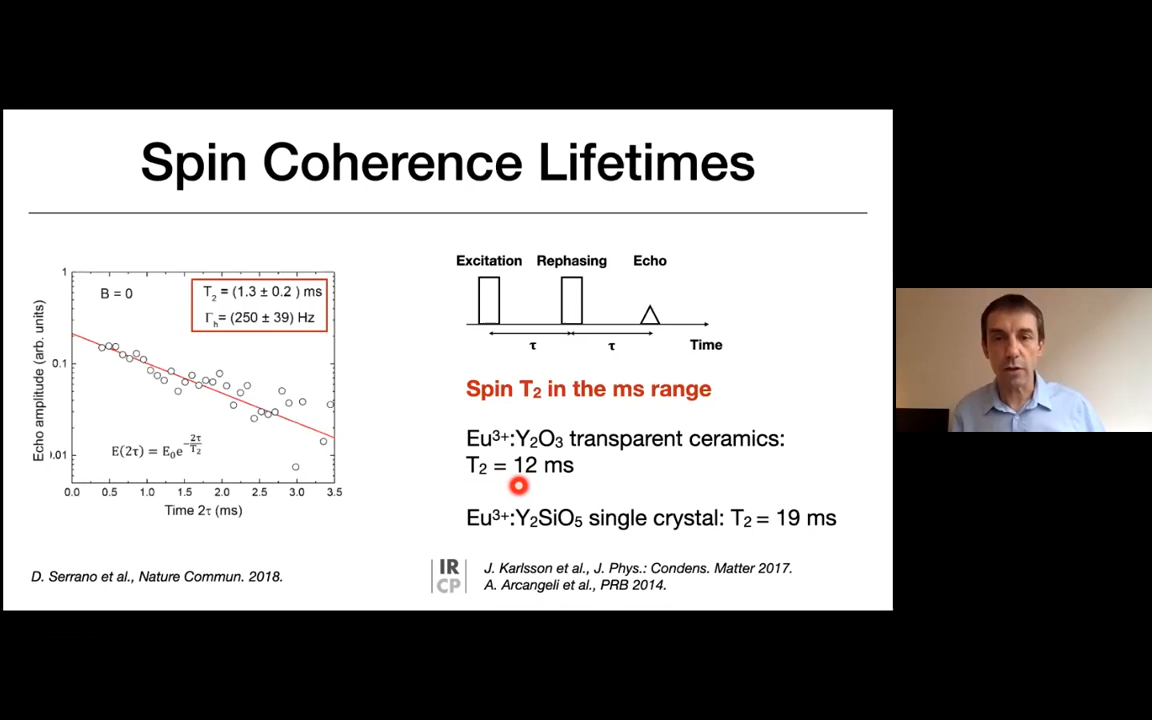 Spin Coherence Lifetimes
1
0.1
0.01
Echo amplitude (arb. units)
B = 0
T₂ = (1.3 ± 0.2 ) ms
Γₕ = (250 ± 39) Hz
E(2τ) = E₀e^(-2τ/T₂)
0.0 0.5 1.0 1.5 2.0 2.5 3.0 3.5
Time 2τ (ms)
D. Serrano et al., Nature Commun. 2018.
Excitation Rephasing Echo
τ τ Time
Spin T₂ in the ms range
Eu³⁺:Y₂O₃ transparent ceramics:
T₂ = 12 ms
Eu³⁺:Y₂SiO₅ single crystal: T₂ = 19 ms
IR
CP
J. Karlsson et al., J. Phys.: Condens. Matter 2017.
A. Arcangeli et al., PRB 2014.